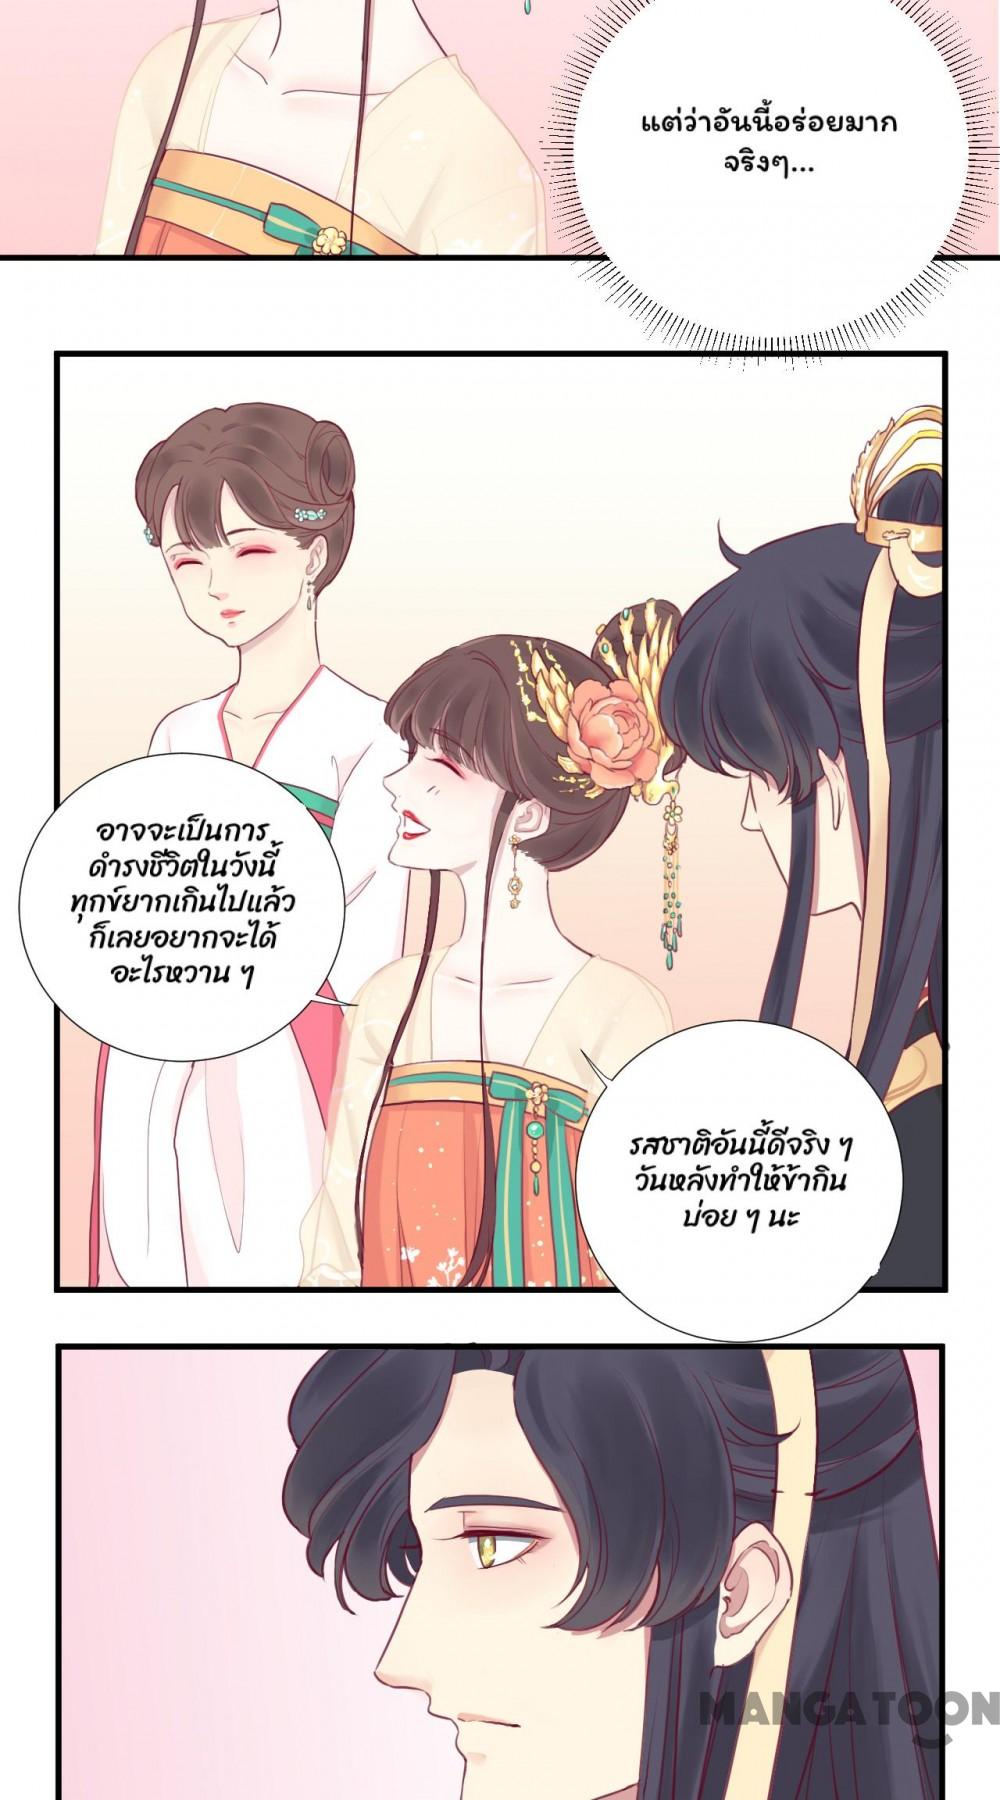 แต่ว่าอันนี้อร่อยมาก
จริงๆ...
อาจจะเป็นการ
ดำรงชีวิตในวังนี้
ทุกข์ยากเกินไปแล้ว
ก็เลยอยากจะได้
อะไรหวาน ๆ
รสชาติอันนี้ดีจริง ๆ
วันหลังทำให้ข้ากิน
บ่อย ๆ นะ
MANGATOON